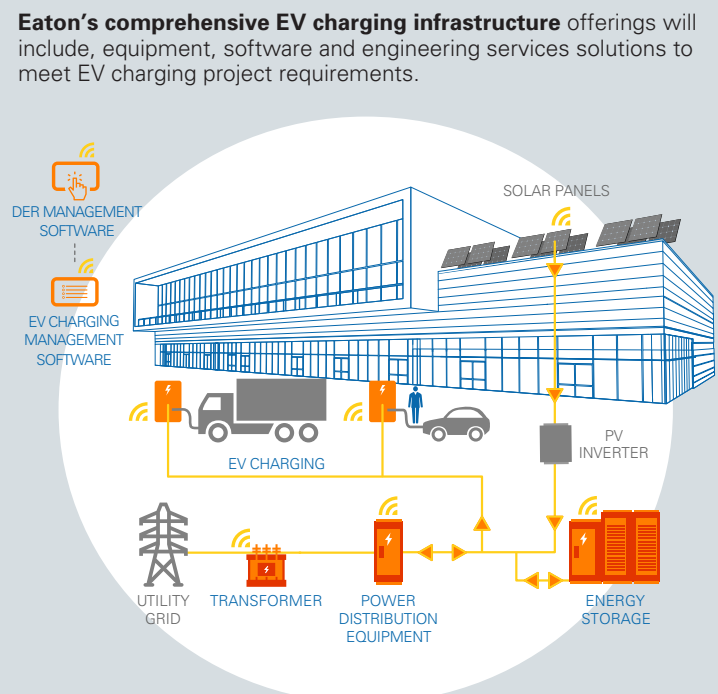 Eaton’s comprehensive EV charging infrastructure offerings will
include, equipment, software and engineering services solutions to
meet EV charging project requirements.
SOLAR PANELS
DER MANAGEMENT
SOFTWARE
EV CHARGING
MANAGEMENT
SOFTWARE
PV
INVERTER
EV CHARGING
UTILITY
GRID
TRANSFORMER
POWER
DISTRIBUTION
EQUIPMENT
ENERGY
STORAGE